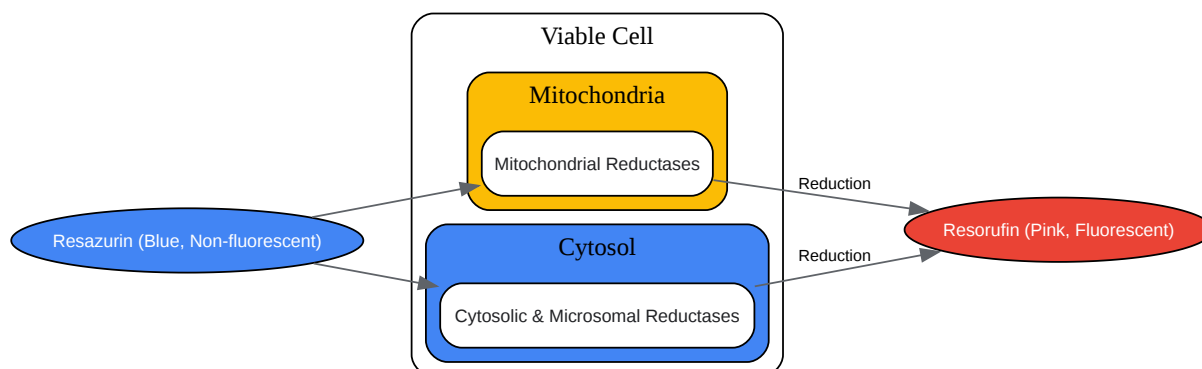 Viable Cell
Mitochondria
Mitochondrial Reductases
Reduction
Resazurin (Blue, Non-fluorescent)
Resorufin (Pink, Fluorescent)
Cytosol
Reduction
Cytosolic & Microsomal Reductases